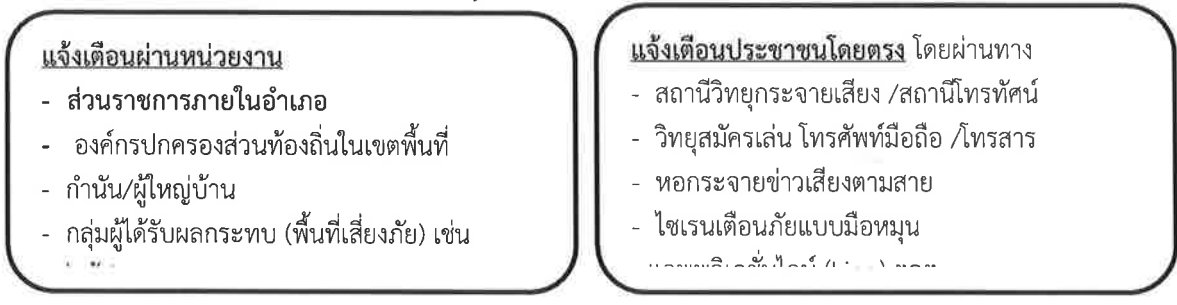 แจ้งเตือนผ่านหน่วยงาน
- ส่วนราชการภายในอำเภอ
- องค์กรปกครองส่วนท้องถิ่นในเขตพื้นที่
- กำนัน/ผู้ใหญ่บ้าน
- กลุ่มผู้ได้รับผลกระทบ (พื้นที่เสี่ยงภัย) เช่น
แจ้งเตือนประชาชนโดยตรง โดยผ่านทาง
- สถานีวิทยุกระจายเสียง /สถานีโทรทัศน์
- วิทยุสมัครเล่น โทรศัพท์มือถือ /โทรสาร
- หอกระจายข่าวเสียงตามสาย
- ไซเรนเตือนภัยแบบมือหมุน